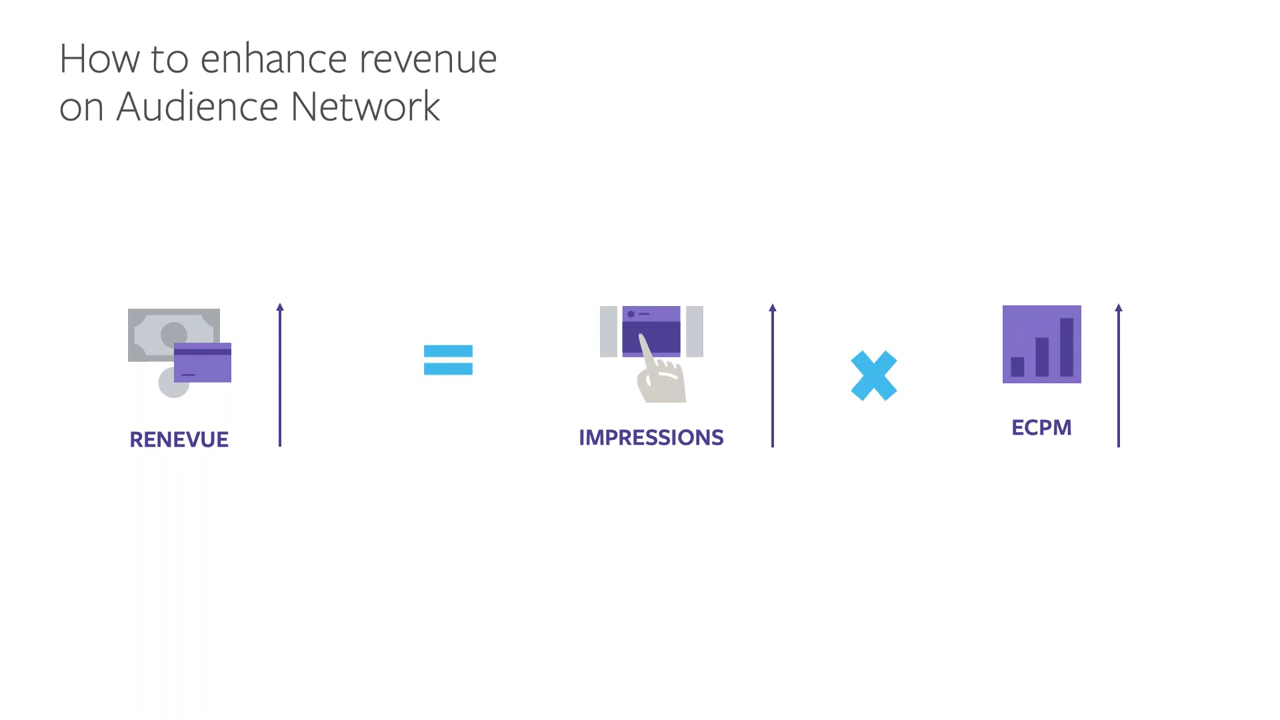 How to enhance revenue
on Audience Network
RENEVUE
IMPRESSIONS
ECPM